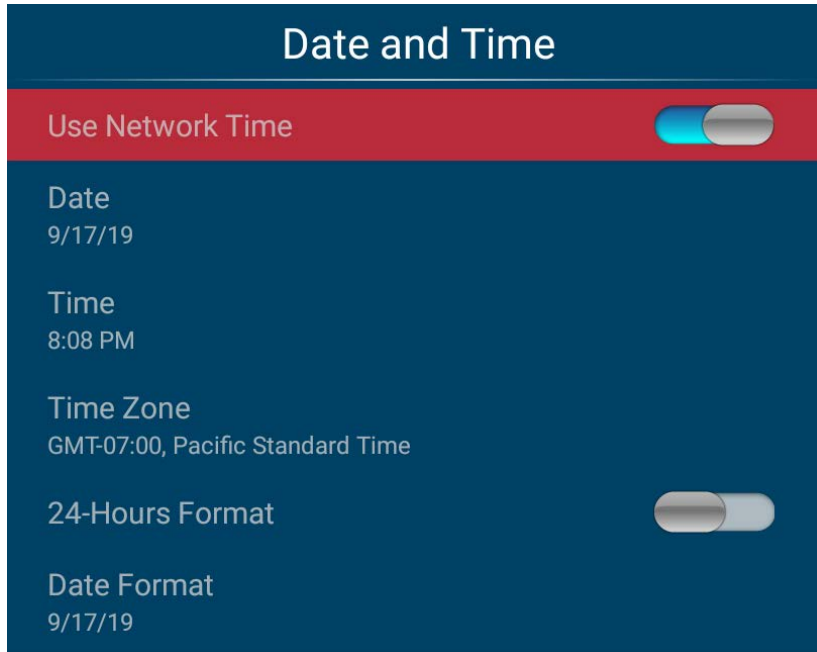 Date and Time
Use Network Time
Date
9/17/19
Time
8:08 PM
Time Zone
GMT-07:00, Pacific Standard Time
24-Hours Format
Date Format
9/17/19